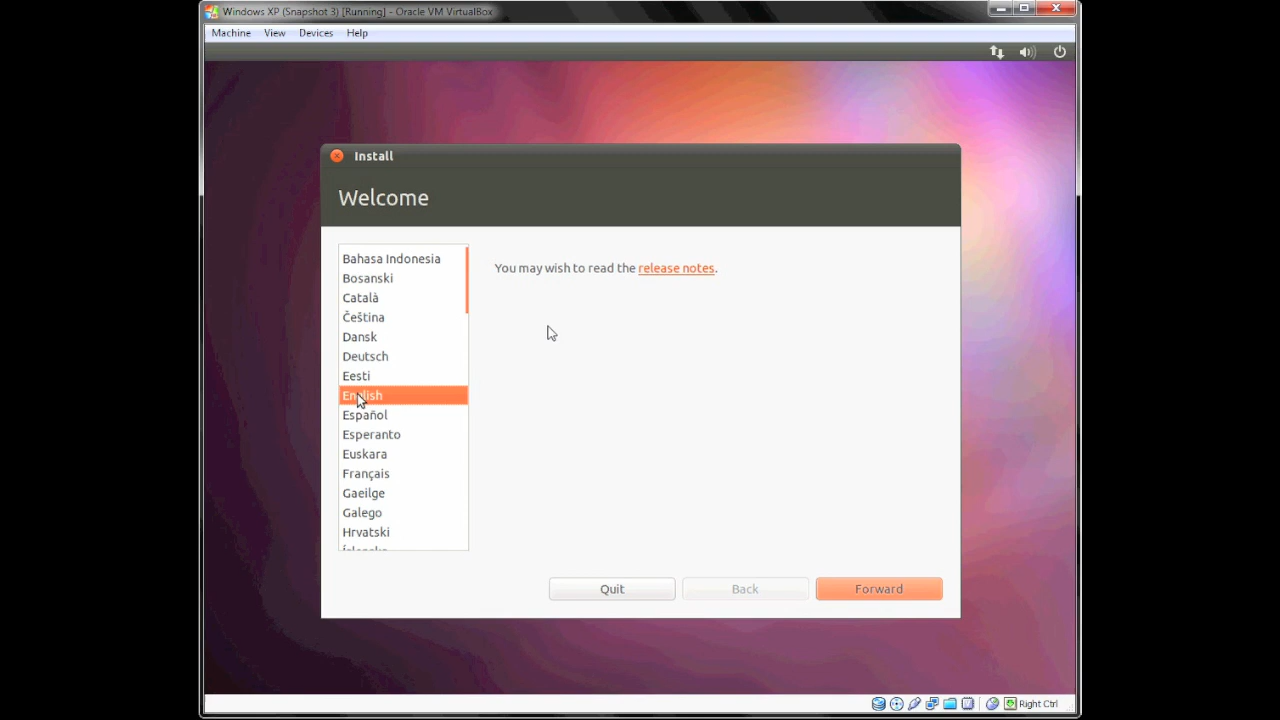 Windows XP (Snapshot 3) [Running] - Oracle VM VirtualBox
Machine View Devices Help
Install
Welcome
Bahasa Indonesia
Bosanski
Català
Čeština
Dansk
Deutsch
Eesti
English
Español
Esperanto
Euskara
Français
Gaeilge
Galego
Hrvatski
You may wish to read the release notes.
Quit Back Forward
Right Ctrl